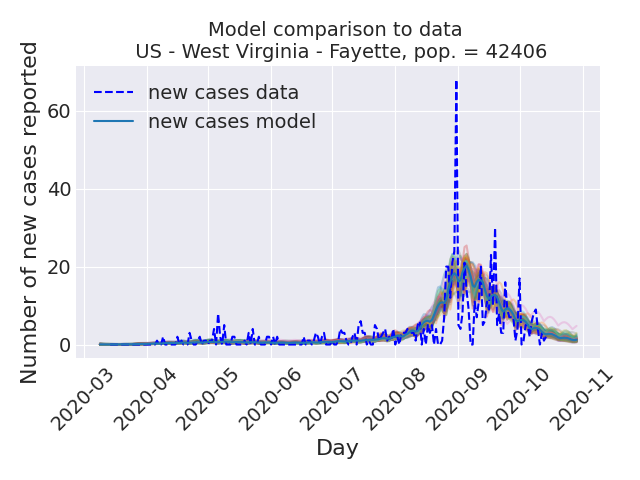 Model comparison to data
US - West Virginia - Fayette, pop. = 42406
Number of new cases reported
new cases data
new cases model
60
40
20
0
2020-03
2020-04
2020-05
2020-06
2020-07
2020-08
2020-09
2020-10
2020-11
Day